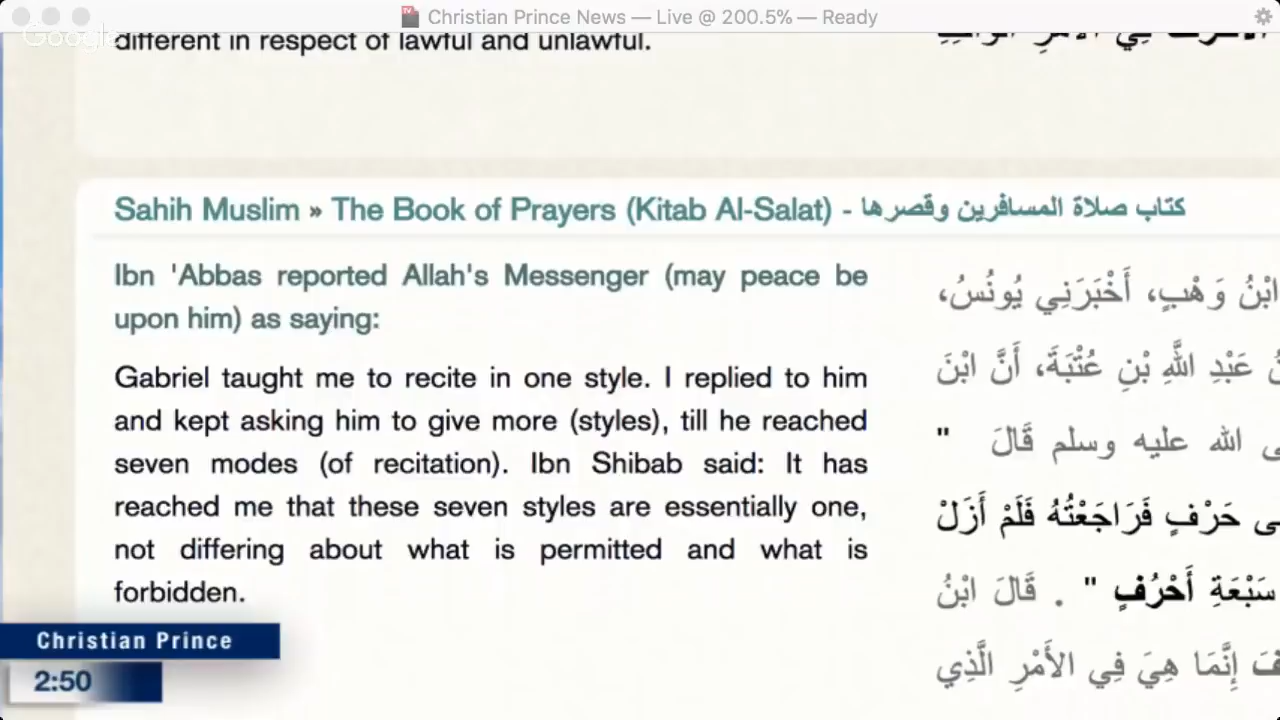 Christian Prince News — Live @ 200.5% — Ready
Google
different in respect of lawful and unlawful.
Sahih Muslim » The Book of Prayers (Kitab Al-Salat) - كتاب صلاة المسافرين وقصرها
Ibn 'Abbas reported Allah's Messenger (may peace be
upon him) as saying:
Gabriel taught me to recite in one style. I replied to him
and kept asking him to give more (styles), till he reached
seven modes (of recitation). Ibn Shibab said: It has
reached me that these seven styles are essentially one,
not differing about what is permitted and what is
forbidden.
ابْنُ وَهْبٍ، أَخْبَرَنِي يُونُسُ،
عَبْدِ اللَّهِ بْنِ عُتْبَةَ، أَنَّ ابْنَ
الله عليه وسلم قَالَ "
حَرْفٍ فَرَاجَعْتُهُ فَلَمْ أَزَلْ
سَبْعَةِ أَحْرُفٍ " . قَالَ ابْنُ
إِنَّمَا هِيَ فِي الأَمْرِ الَّذِي
Christian Prince
2:50